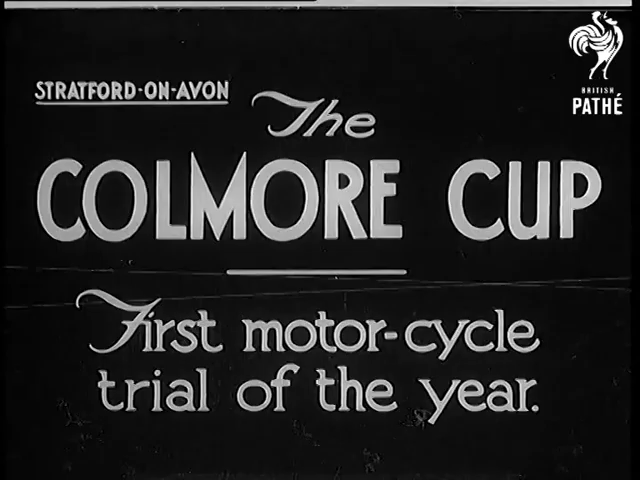 BRITISH
PATHÉ
STRATFORD-ON-AVON
The
COLMORE CUP
First motor-cycle
trial of the year.